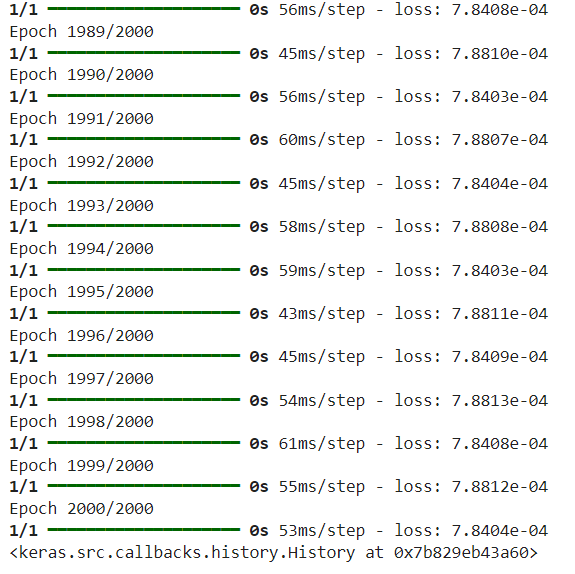 1/1 ━━━━━━━━━━━━━━━━━━━━ 0s 56ms/step - loss: 7.8408e-04
Epoch 1989/2000
1/1 ━━━━━━━━━━━━━━━━━━━━ 0s 45ms/step - loss: 7.8810e-04
Epoch 1990/2000
1/1 ━━━━━━━━━━━━━━━━━━━━ 0s 56ms/step - loss: 7.8403e-04
Epoch 1991/2000
1/1 ━━━━━━━━━━━━━━━━━━━━ 0s 60ms/step - loss: 7.8807e-04
Epoch 1992/2000
1/1 ━━━━━━━━━━━━━━━━━━━━ 0s 45ms/step - loss: 7.8404e-04
Epoch 1993/2000
1/1 ━━━━━━━━━━━━━━━━━━━━ 0s 58ms/step - loss: 7.8808e-04
Epoch 1994/2000
1/1 ━━━━━━━━━━━━━━━━━━━━ 0s 59ms/step - loss: 7.8403e-04
Epoch 1995/2000
1/1 ━━━━━━━━━━━━━━━━━━━━ 0s 43ms/step - loss: 7.8811e-04
Epoch 1996/2000
1/1 ━━━━━━━━━━━━━━━━━━━━ 0s 45ms/step - loss: 7.8409e-04
Epoch 1997/2000
1/1 ━━━━━━━━━━━━━━━━━━━━ 0s 54ms/step - loss: 7.8813e-04
Epoch 1998/2000
1/1 ━━━━━━━━━━━━━━━━━━━━ 0s 61ms/step - loss: 7.8408e-04
Epoch 1999/2000
1/1 ━━━━━━━━━━━━━━━━━━━━ 0s 55ms/step - loss: 7.8812e-04
Epoch 2000/2000
1/1 ━━━━━━━━━━━━━━━━━━━━ 0s 53ms/step - loss: 7.8404e-04
<keras.src.callbacks.history.History at 0x7b829eb43a60>